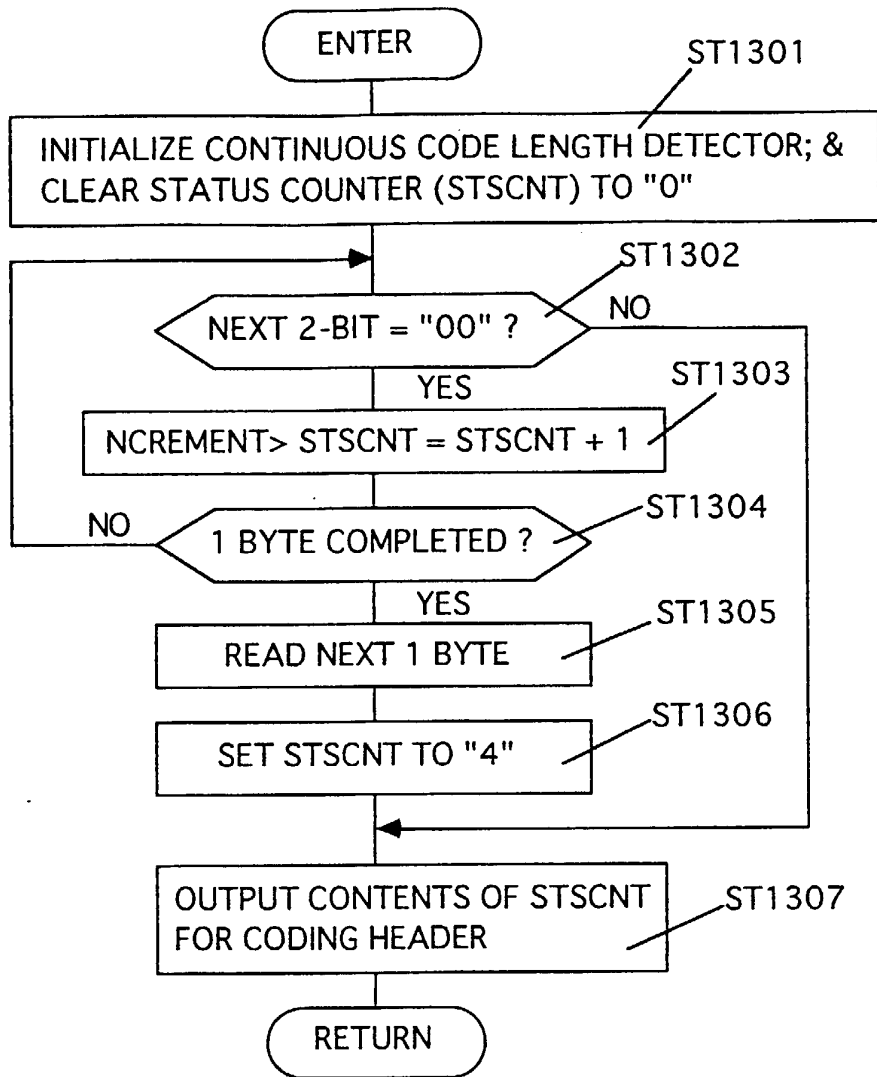 ENTER
ST1301
INITIALIZE CONTINUOUS CODE LENGTH DETECTOR; &
CLEAR STATUS COUNTER (STSCNT) TO "0"
ST1302
NEXT 2-BIT = "00" ?
NO
YES
ST1303
NCREMENT> STSCNT = STSCNT + 1
ST1304
NO
1 BYTE COMPLETED ?
YES
ST1305
READ NEXT 1 BYTE
ST1306
SET STSCNT TO "4"
OUTPUT CONTENTS OF STSCNT
FOR CODING HEADER
ST1307
RETURN